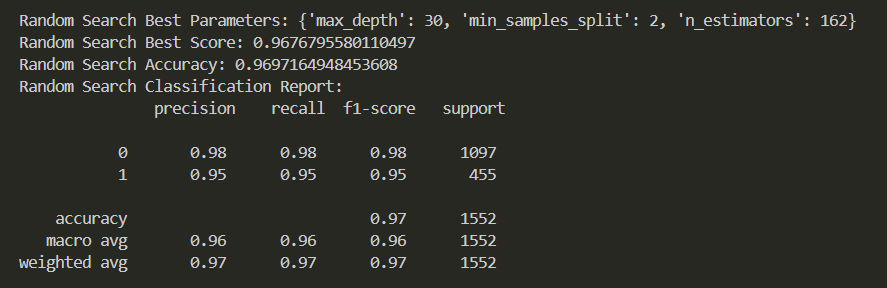 Random Search Best Parameters: {'max_depth': 30, 'min_samples_split': 2, 'n_estimators': 162}
Random Search Best Score: 0.9676795580110497
Random Search Accuracy: 0.9697164948453608
Random Search Classification Report:
precision recall f1-score support
0 0.98 0.98 0.98 1097
1 0.95 0.95 0.95 455
accuracy 0.97 1552
macro avg 0.96 0.96 0.96 1552
weighted avg 0.97 0.97 0.97 1552